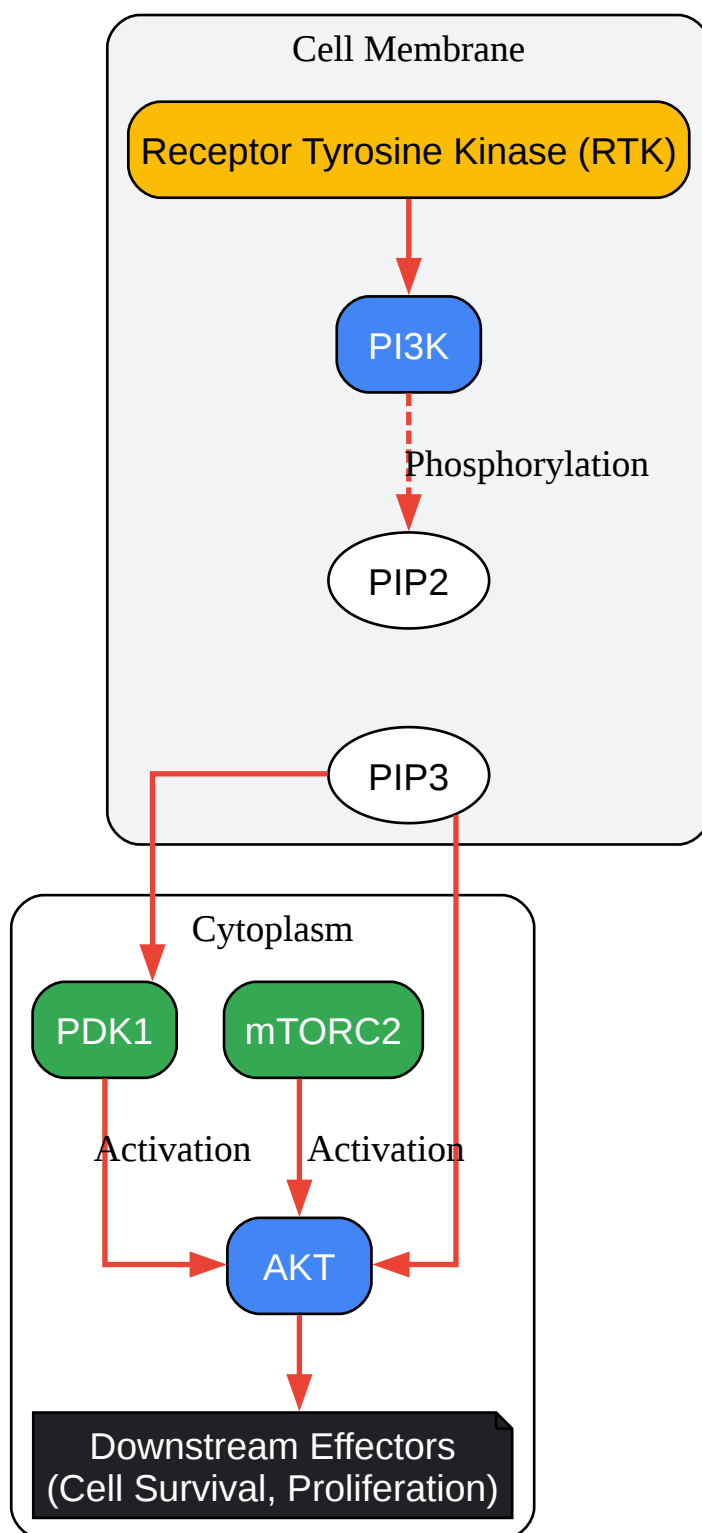 Cell Membrane
Receptor Tyrosine Kinase (RTK)
PI3K
Phosphorylation
PIP2
PIP3
Cytoplasm
PDK1
mTORC2
Activation
Activation
AKT
Downstream Effectors
(Cell Survival, Proliferation)